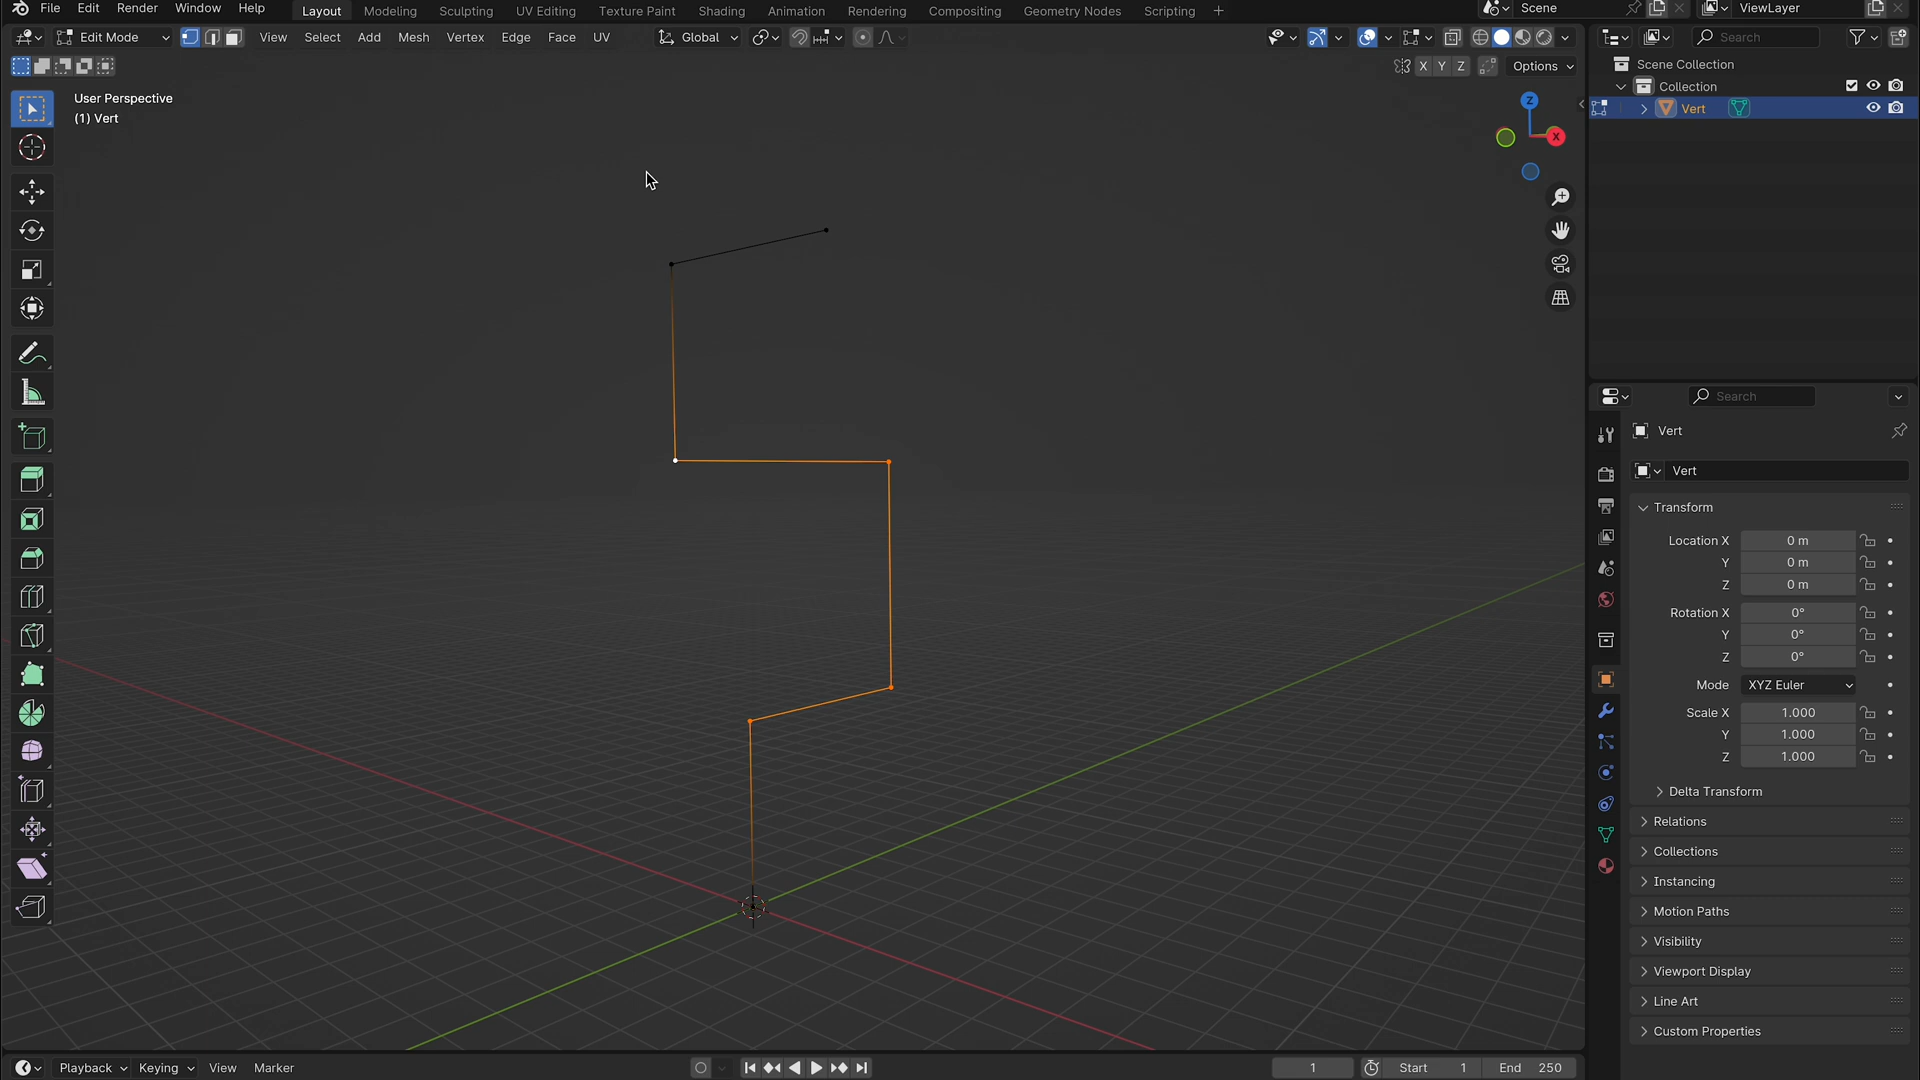 File Edit Render Window Help Layout Modeling Sculpting UV Editing Texture Paint Shading Animation Rendering Compositing Geometry Nodes Scripting + Scene ViewLayer
Edit Mode View Select Add Mesh Vertex Edge Face UV Global Search
X Y Z Options
Scene Collection
Collection
Vert
User Perspective
(1) Vert
Z
X
Search
Vert
Vert
Transform
Location X 0 m
Y 0 m
Z 0 m
Rotation X 0°
Y 0°
Z 0°
Mode XYZ Euler
Scale X 1.000
Y 1.000
Z 1.000
Delta Transform
Relations
Collections
Instancing
Motion Paths
Visibility
Viewport Display
Line Art
Custom Properties
Playback Keying View Marker 1 Start 1 End 250